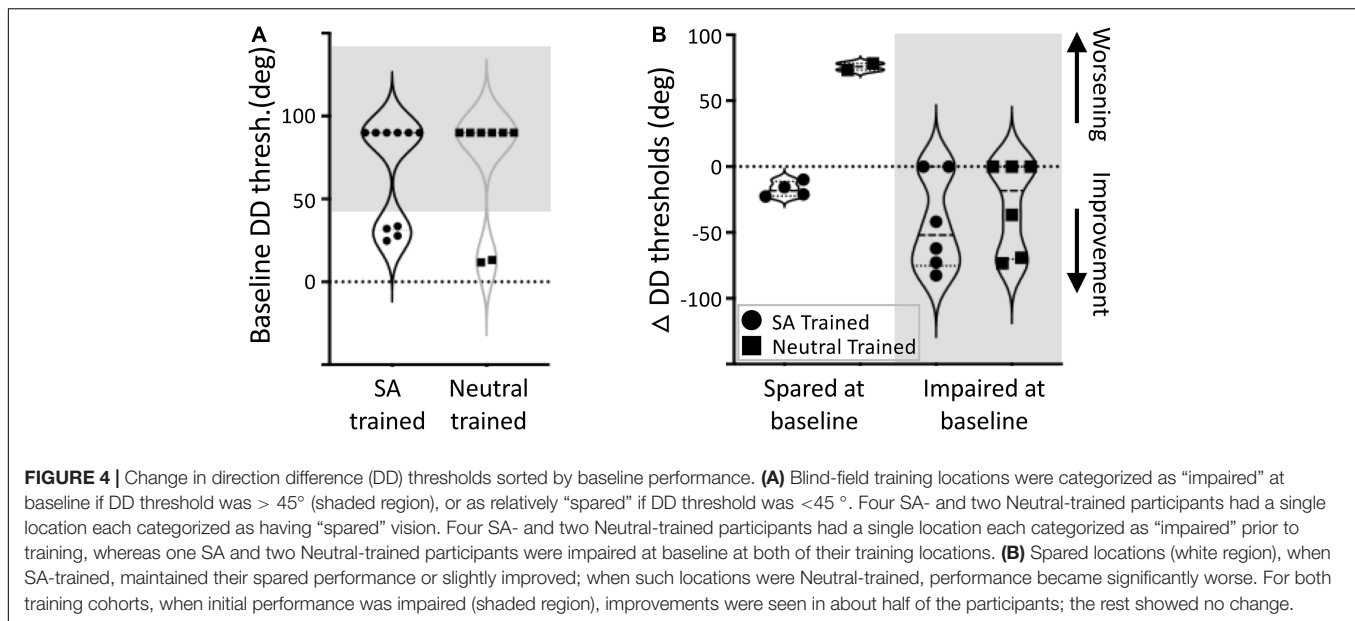 A
Baseline DD thresh.(deg)
100
50
0
SA
trained
Neutral
trained
B
Δ DD thresholds (deg)
100
50
0
-50
-100
SA Trained
Neutral Trained
Spared at
baseline
Impaired at
baseline
Worsening
Improvement
FIGURE 4 | Change in direction difference (DD) thresholds sorted by baseline performance. (A) Blind-field training locations were categorized as “impaired” at
baseline if DD threshold was > 45° (shaded region), or as relatively “spared” if DD threshold was <45 °. Four SA- and two Neutral-trained participants had a single
location each categorized as having “spared” vision. Four SA- and two Neutral-trained participants had a single location each categorized as “impaired” prior to
training, whereas one SA and two Neutral-trained participants were impaired at baseline at both of their training locations. (B) Spared locations (white region), when
SA-trained, maintained their spared performance or slightly improved; when such locations were Neutral-trained, performance became significantly worse. For both
training cohorts, when initial performance was impaired (shaded region), improvements were seen in about half of the participants; the rest showed no change.